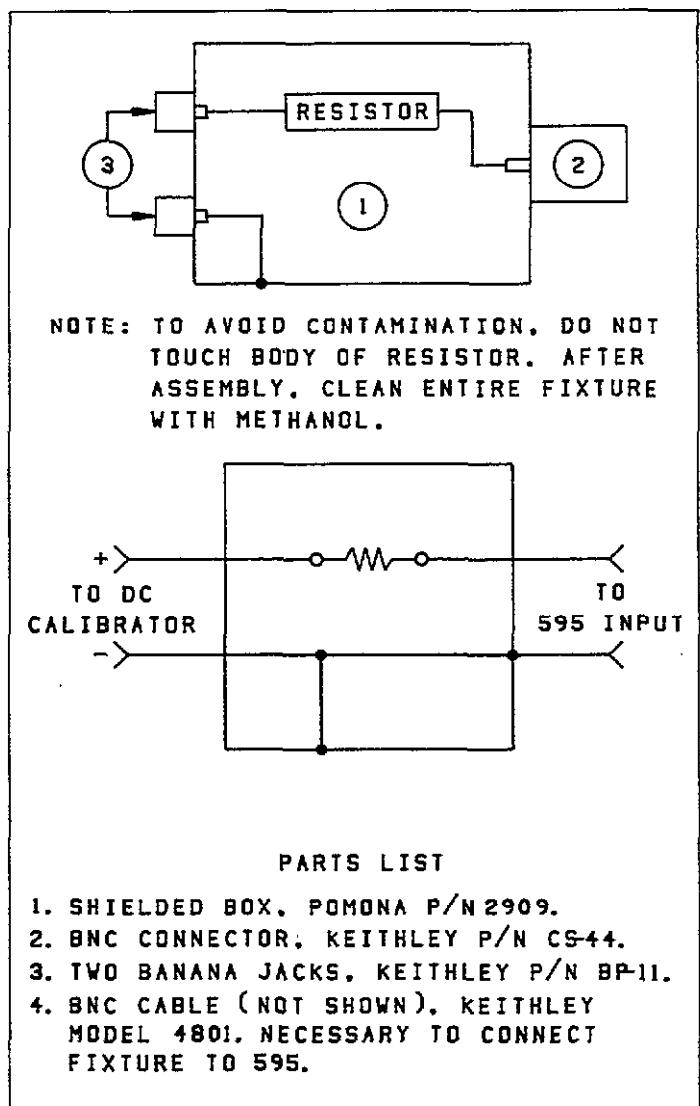 RESISTOR
3
2
1
NOTE: TO AVOID CONTAMINATION, DO NOT
TOUCH BODY OF RESISTOR. AFTER
ASSEMBLY, CLEAN ENTIRE FIXTURE
WITH METHANOL.
+
TO DC
CALIBRATOR
-
TO
595 INPUT
PARTS LIST
1. SHIELDED BOX, POMONA P/N 2909.
2. BNC CONNECTOR, KEITHLEY P/N CS-44.
3. TWO BANANA JACKS, KEITHLEY P/N BP-11.
4. BNC CABLE (NOT SHOWN), KEITHLEY
MODEL 4801. NECESSARY TO CONNECT
FIXTURE TO 595.